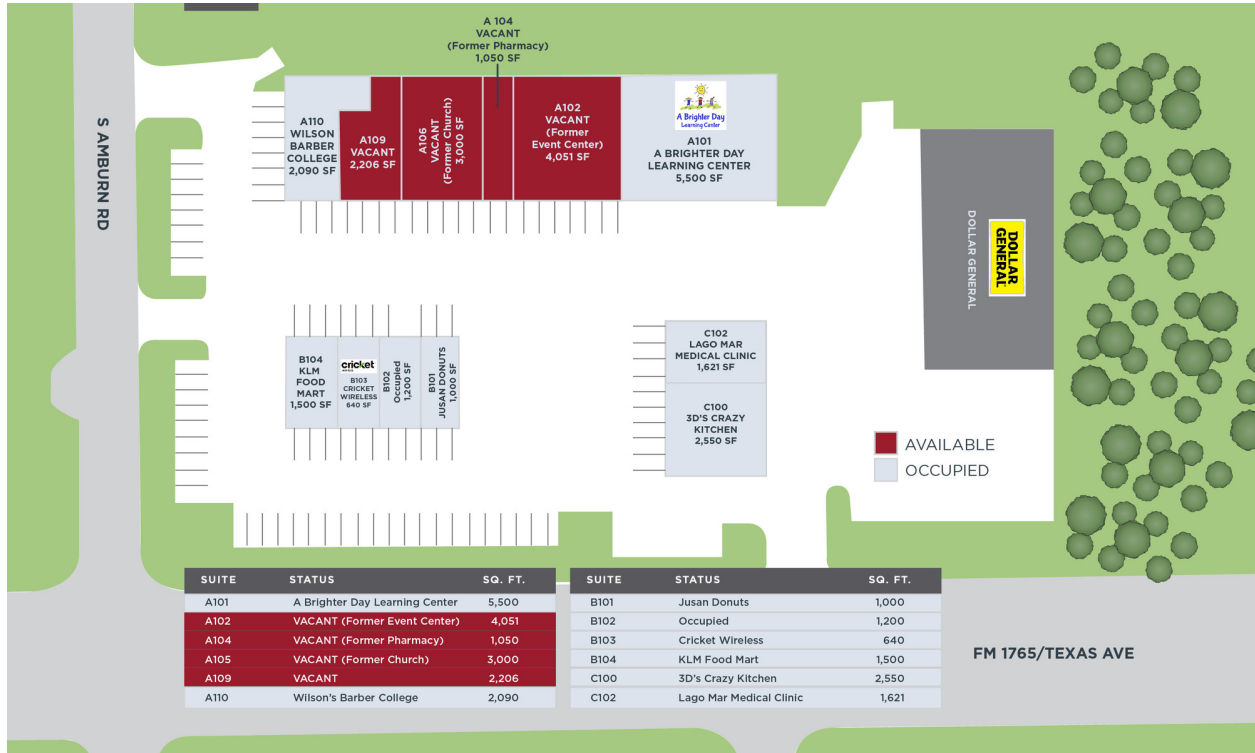 A 104
VACANT
(Former Pharmacy)
1,050 SF
S AMBURN RD
A110
WILSON
BARBER
COLLEGE
2,090 SF
A109
VACANT
2,206 SF
A106
VACANT
(Former Church)
3,000 SF
A102
VACANT
(Former
Event Center)
4,051 SF
A Brighter Day
Learning Center
A101
A BRIGHTER DAY
LEARNING CENTER
5,500 SF
DOLLAR GENERAL
DOLLAR
GENERAL
B104
KLM
FOOD
MART
1,500 SF
cricket
B103
CRICKET
WIRELESS
640 SF
B102
Occupied
1,200 SF
B101
JUSAN DONUTS
1,000 SF
C102
LAGO MAR
MEDICAL CLINIC
1,621 SF
C100
3D'S CRAZY
KITCHEN
2,550 SF
AVAILABLE
OCCUPIED
SUITE STATUS SQ. FT.
A101 A Brighter Day Learning Center 5,500
A102 VACANT (Former Event Center) 4,051
A104 VACANT (Former Pharmacy) 1,050
A105 VACANT (Former Church) 3,000
A109 VACANT 2,206
A110 Wilson's Barber College 2,090
SUITE STATUS SQ. FT.
B101 Jusan Donuts 1,000
B102 Occupied 1,200
B103 Cricket Wireless 640
B104 KLM Food Mart 1,500
C100 3D's Crazy Kitchen 2,550
C102 Lago Mar Medical Clinic 1,621
FM 1765/TEXAS AVE